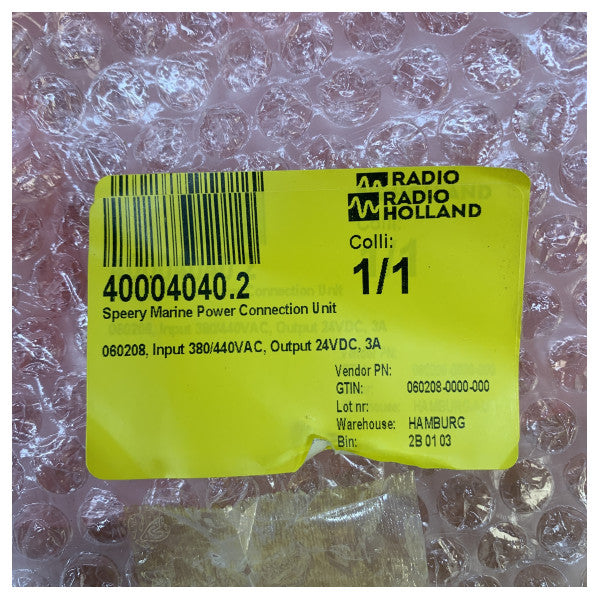 RADIO
RADIO
HOLLAND
Colli:
1/1
40004040.2
Speery Marine Power Connection Unit
060208, Input 380/440VAC, Output 24VDC, 3A
Vendor PN:
GTIN: 060208-0000-000
Lot nr:
Warehouse: HAMBURG
Bin: 2B 01 03